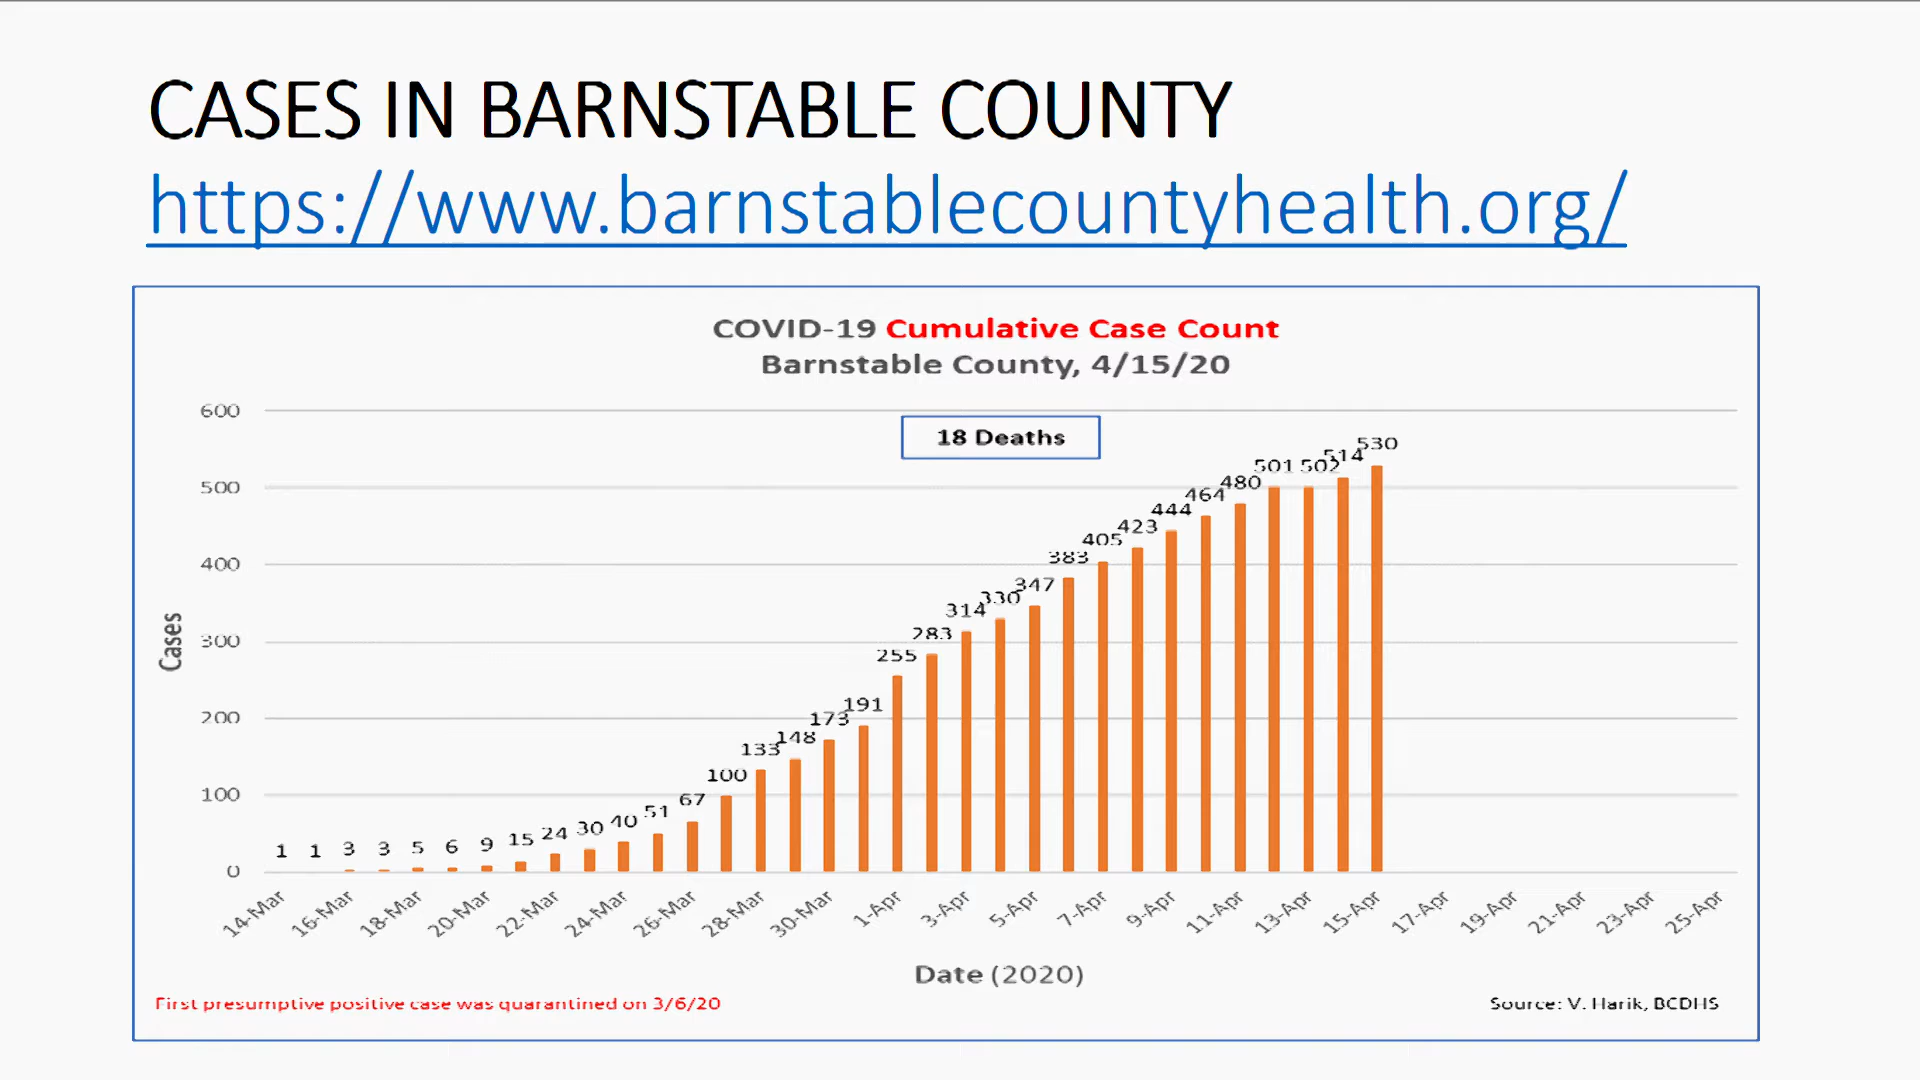 CASES IN BARNSTABLE COUNTY
https://www.barnstablecountyhealth.org/
COVID-19 Cumulative Case Count
Barnstable County, 4/15/20
18 Deaths
600
500
400
300
200
100
0
Cases
1 1 3 3 5 6 9 15 24 30 40 51 67 100 133 148 173 191 255 283 314 330 347 383 405 423 444 464 480 501 502 514 530
14-Mar 16-Mar 18-Mar 20-Mar 22-Mar 24-Mar 26-Mar 28-Mar 30-Mar 1-Apr 3-Apr 5-Apr 7-Apr 9-Apr 11-Apr 13-Apr 15-Apr 17-Apr 19-Apr 21-Apr 23-Apr 25-Apr
Date (2020)
First presumptive positive case was quarantined on 3/6/20
Source: V. Harik, BCDHS